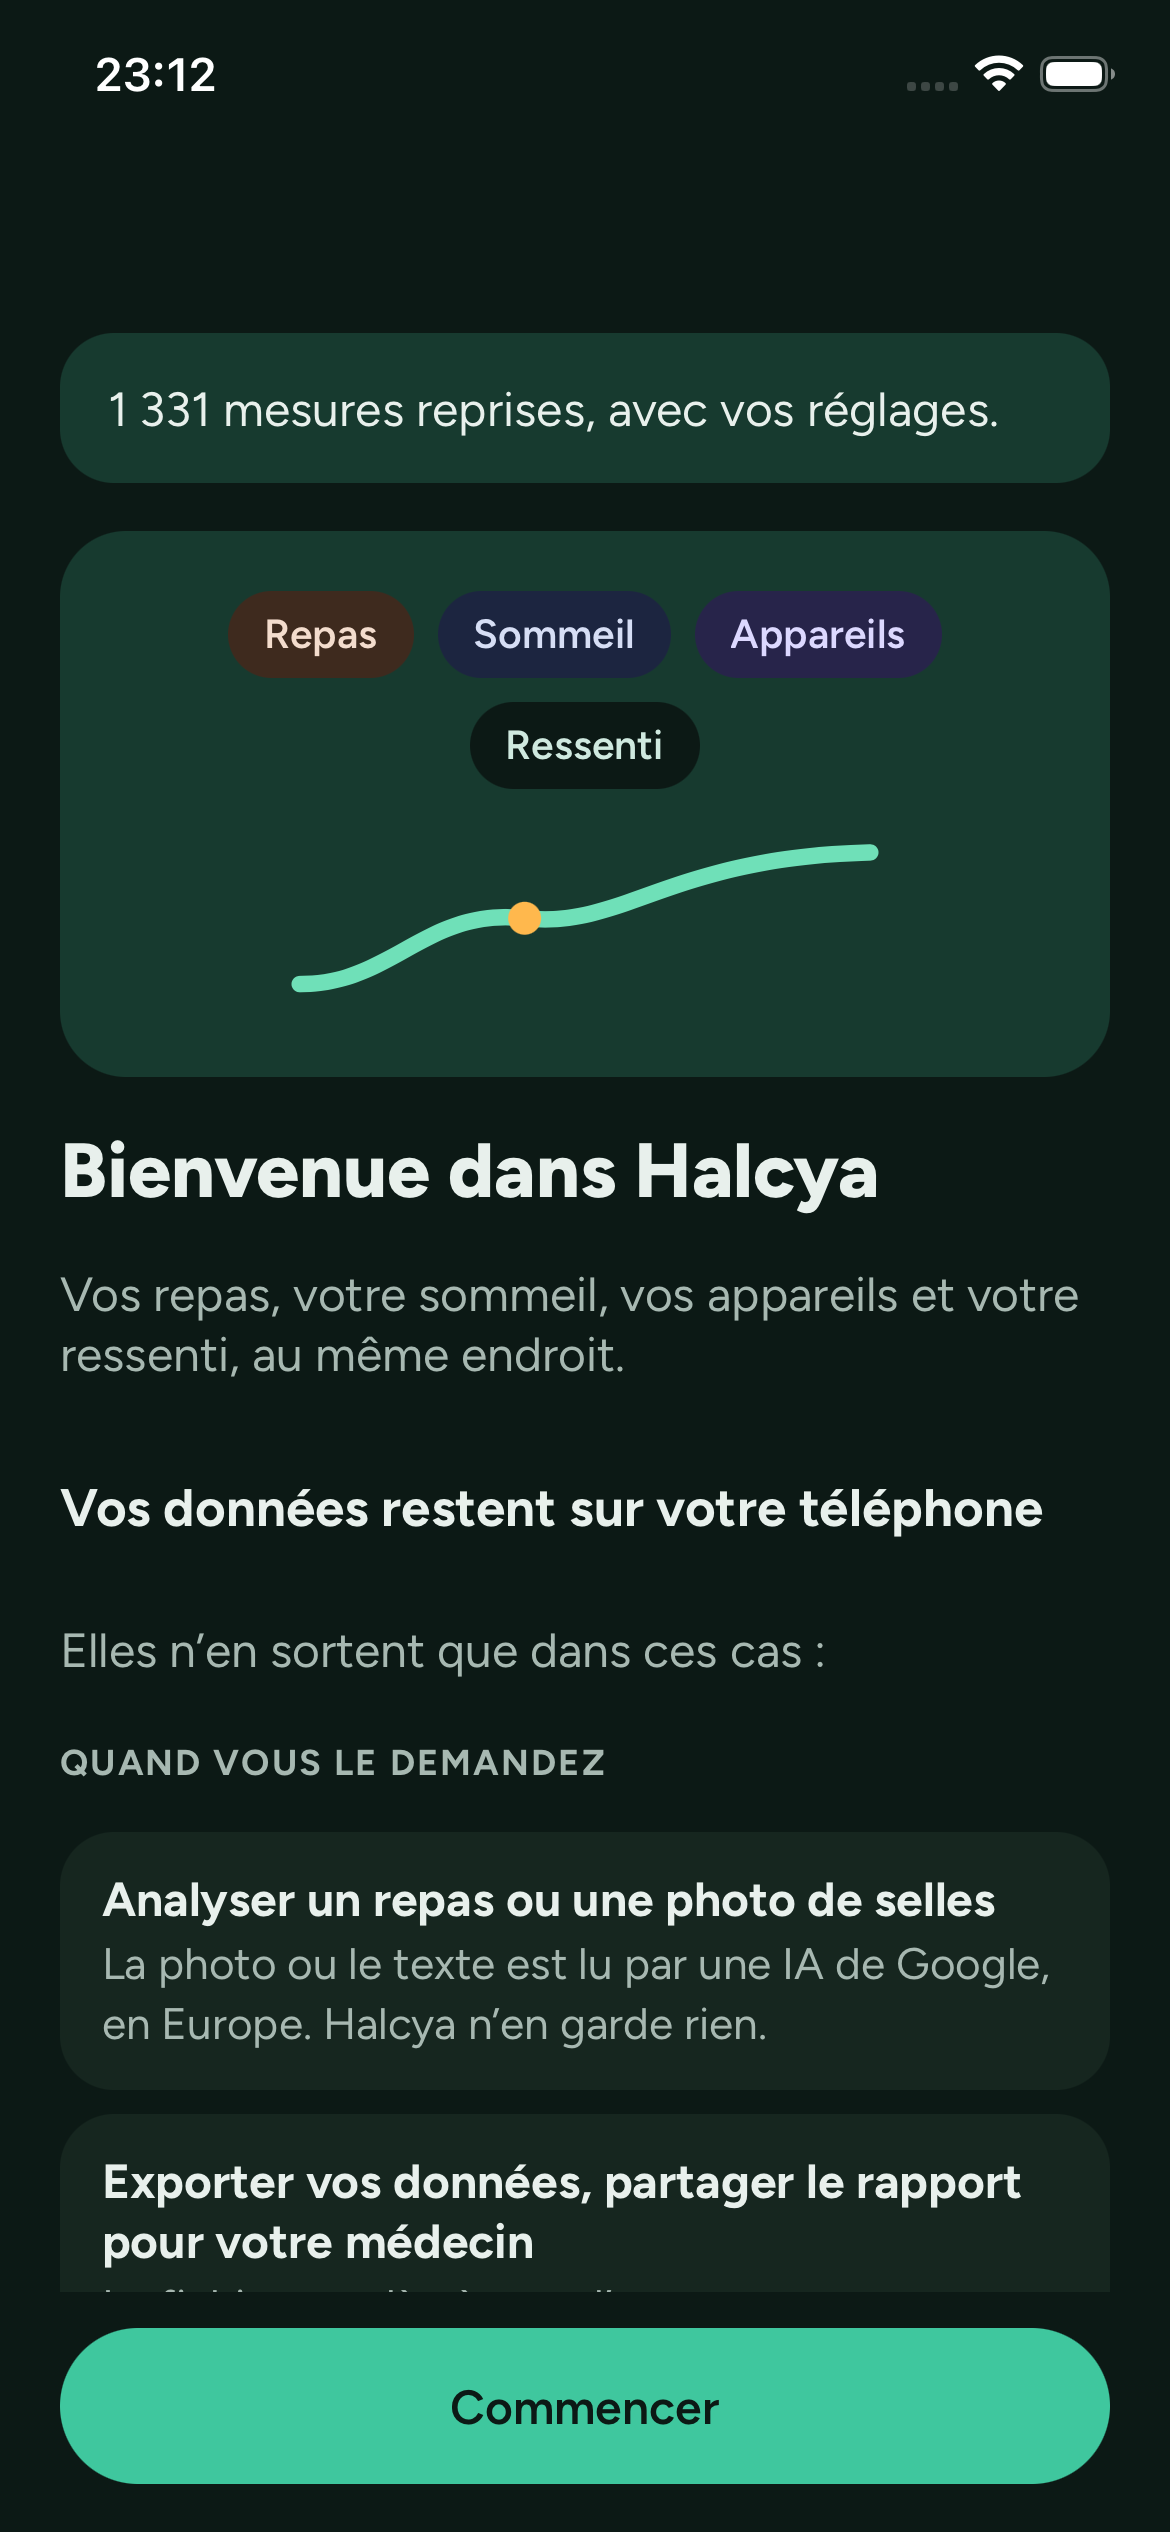 23:12
1 331 mesures reprises, avec vos réglages.
Repas Sommeil Appareils
Ressenti
Bienvenue dans Halcya
Vos repas, votre sommeil, vos appareils et votre
ressenti, au même endroit.
Vos données restent sur votre téléphone
Elles n’en sortent que dans ces cas :
QUAND VOUS LE DEMANDEZ
Analyser un repas ou une photo de selles
La photo ou le texte est lu par une IA de Google,
en Europe. Halcya n’en garde rien.
Exporter vos données, partager le rapport
pour votre médecin
Commencer